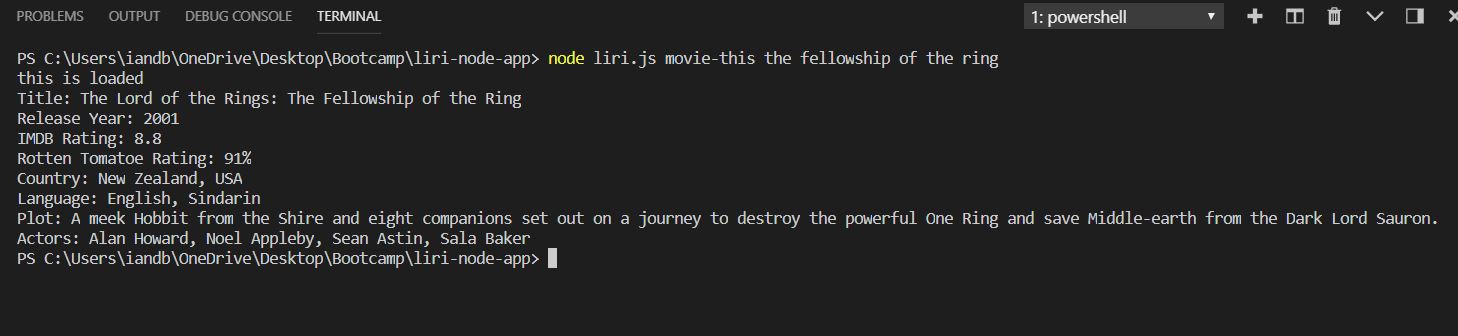 PROBLEMS OUTPUT DEBUG CONSOLE TERMINAL 1: powershell
PS C:\Users\iandb\OneDrive\Desktop\Bootcamp\liri-node-app> node liri.js movie-this the fellowship of the ring
this is loaded
Title: The Lord of the Rings: The Fellowship of the Ring
Release Year: 2001
IMDB Rating: 8.8
Rotten Tomatoe Rating: 91%
Country: New Zealand, USA
Language: English, Sindarin
Plot: A meek Hobbit from the Shire and eight companions set out on a journey to destroy the powerful One Ring and save Middle-earth from the Dark Lord Sauron.
Actors: Alan Howard, Noel Appleby, Sean Astin, Sala Baker
PS C:\Users\iandb\OneDrive\Desktop\Bootcamp\liri-node-app>